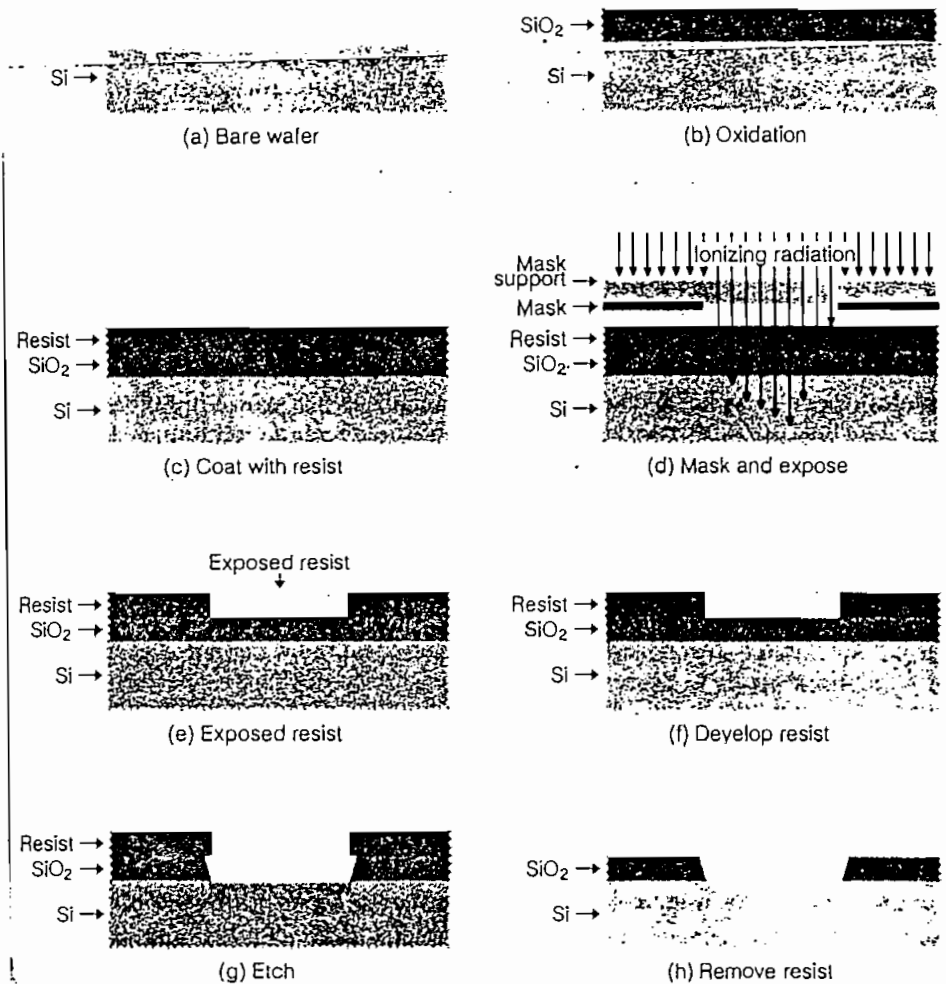 Si
(a) Bare wafer
SiO2
Si
(b) Oxidation
Resist
SiO2
Si
(c) Coat with resist
Ionizing radiation
Mask support
Mask
Resist
SiO2
Si
(d) Mask and expose
Exposed resist
Resist
SiO2
Si
(e) Exposed resist
Resist
SiO2
Si
(f) Develop resist
Resist
SiO2
Si
(g) Etch
SiO2
Si
(h) Remove resist